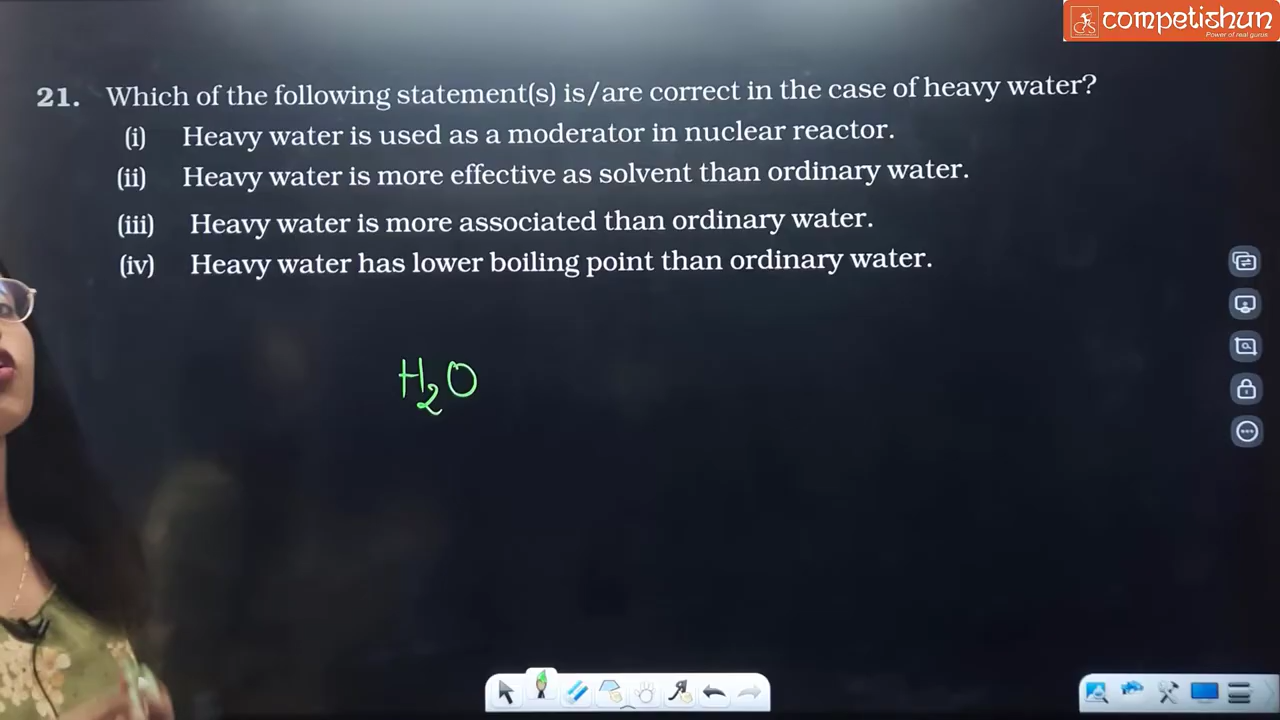 competishun
Power of real gurus
21. Which of the following statement(s) is/are correct in the case of heavy water?
(i) Heavy water is used as a moderator in nuclear reactor.
(ii) Heavy water is more effective as solvent than ordinary water.
(iii) Heavy water is more associated than ordinary water.
(iv) Heavy water has lower boiling point than ordinary water.
H₂O